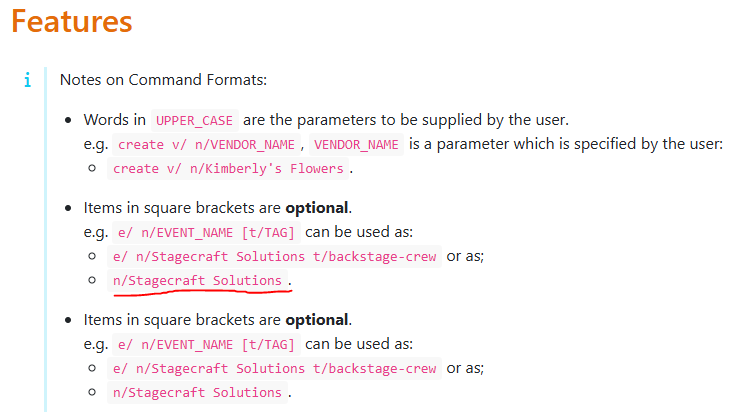 Features
i
Notes on Command Formats:
Words in UPPER_CASE are the parameters to be supplied by the user.
e.g. create v/ n/VENDOR_NAME , VENDOR_NAME is a parameter which is specified by the user:
create v/ n/Kimberly's Flowers .
Items in square brackets are optional.
e.g. e/ n/EVENT_NAME [t/TAG] can be used as:
e/ n/Stagecraft Solutions t/backstage-crew or as;
n/Stagecraft Solutions .
Items in square brackets are optional.
e.g. e/ n/EVENT_NAME [t/TAG] can be used as:
e/ n/Stagecraft Solutions t/backstage-crew or as;
n/Stagecraft Solutions .